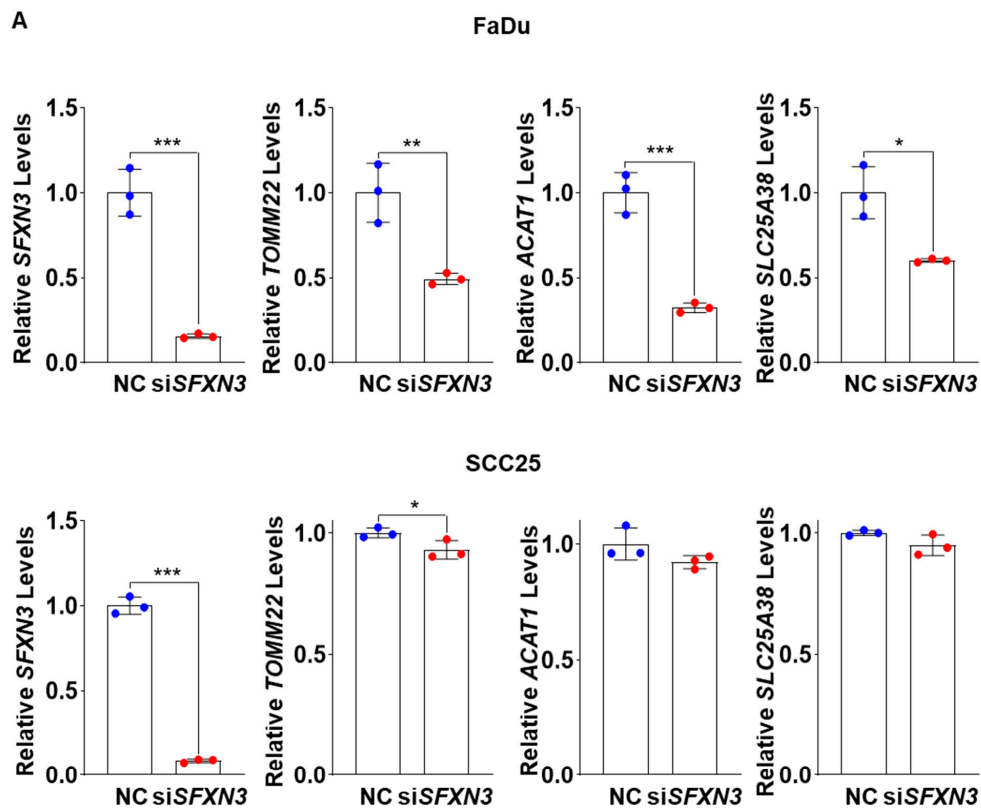 A
FaDu
Relative SFXN3 Levels
1.5
1.0
0.5
0.0
***
NC siSFXN3
Relative TOMM22 Levels
1.5
1.0
0.5
0.0
**
NC siSFXN3
Relative ACAT1 Levels
1.5
1.0
0.5
0.0
***
NC siSFXN3
Relative SLC25A38 Levels
1.5
1.0
0.5
0.0
*
NC siSFXN3
SCC25
Relative SFXN3 Levels
1.5
1.0
0.5
0.0
***
NC siSFXN3
Relative TOMM22 Levels
1.0
0.5
0.0
*
NC siSFXN3
Relative ACAT1 Levels
1.0
0.5
0.0
NC siSFXN3
Relative SLC25A38 Levels
1.0
0.5
0.0
NC siSFXN3